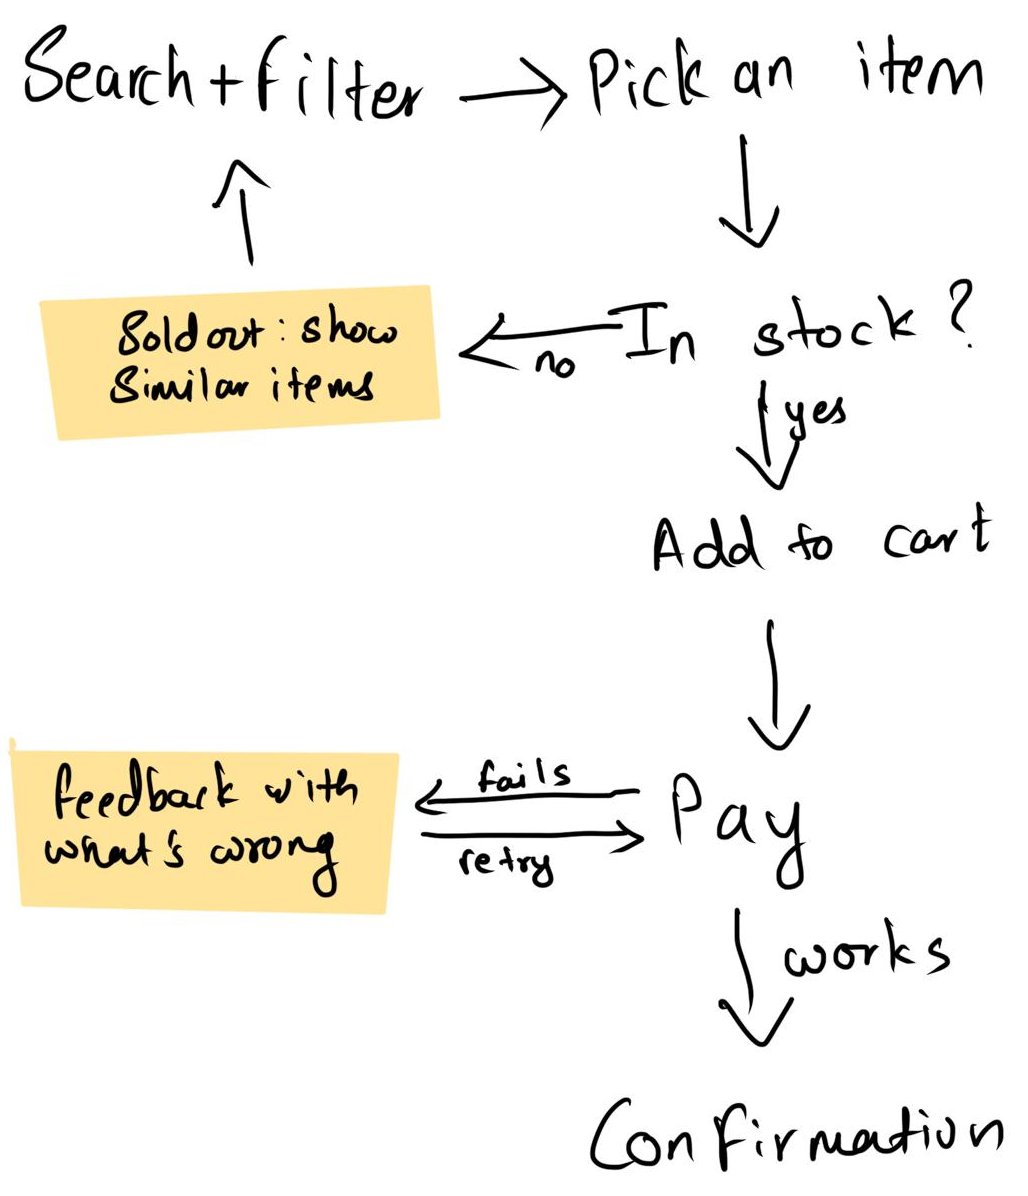 Search + filter
Pick an item
Sold out : show
Similar items
no
In stock ?
yes
Add to cart
feedback with
what's wrong
fails
retry
Pay
works
Confirmation